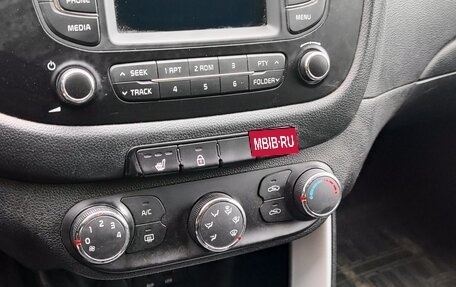 PHONE
MEDIA
MENU
SEEK 1 RPT 2 RDM 3 PTY
TRACK 4 5 6 FOLDER
MBIB.RU
A/C
0 1 2 3 4